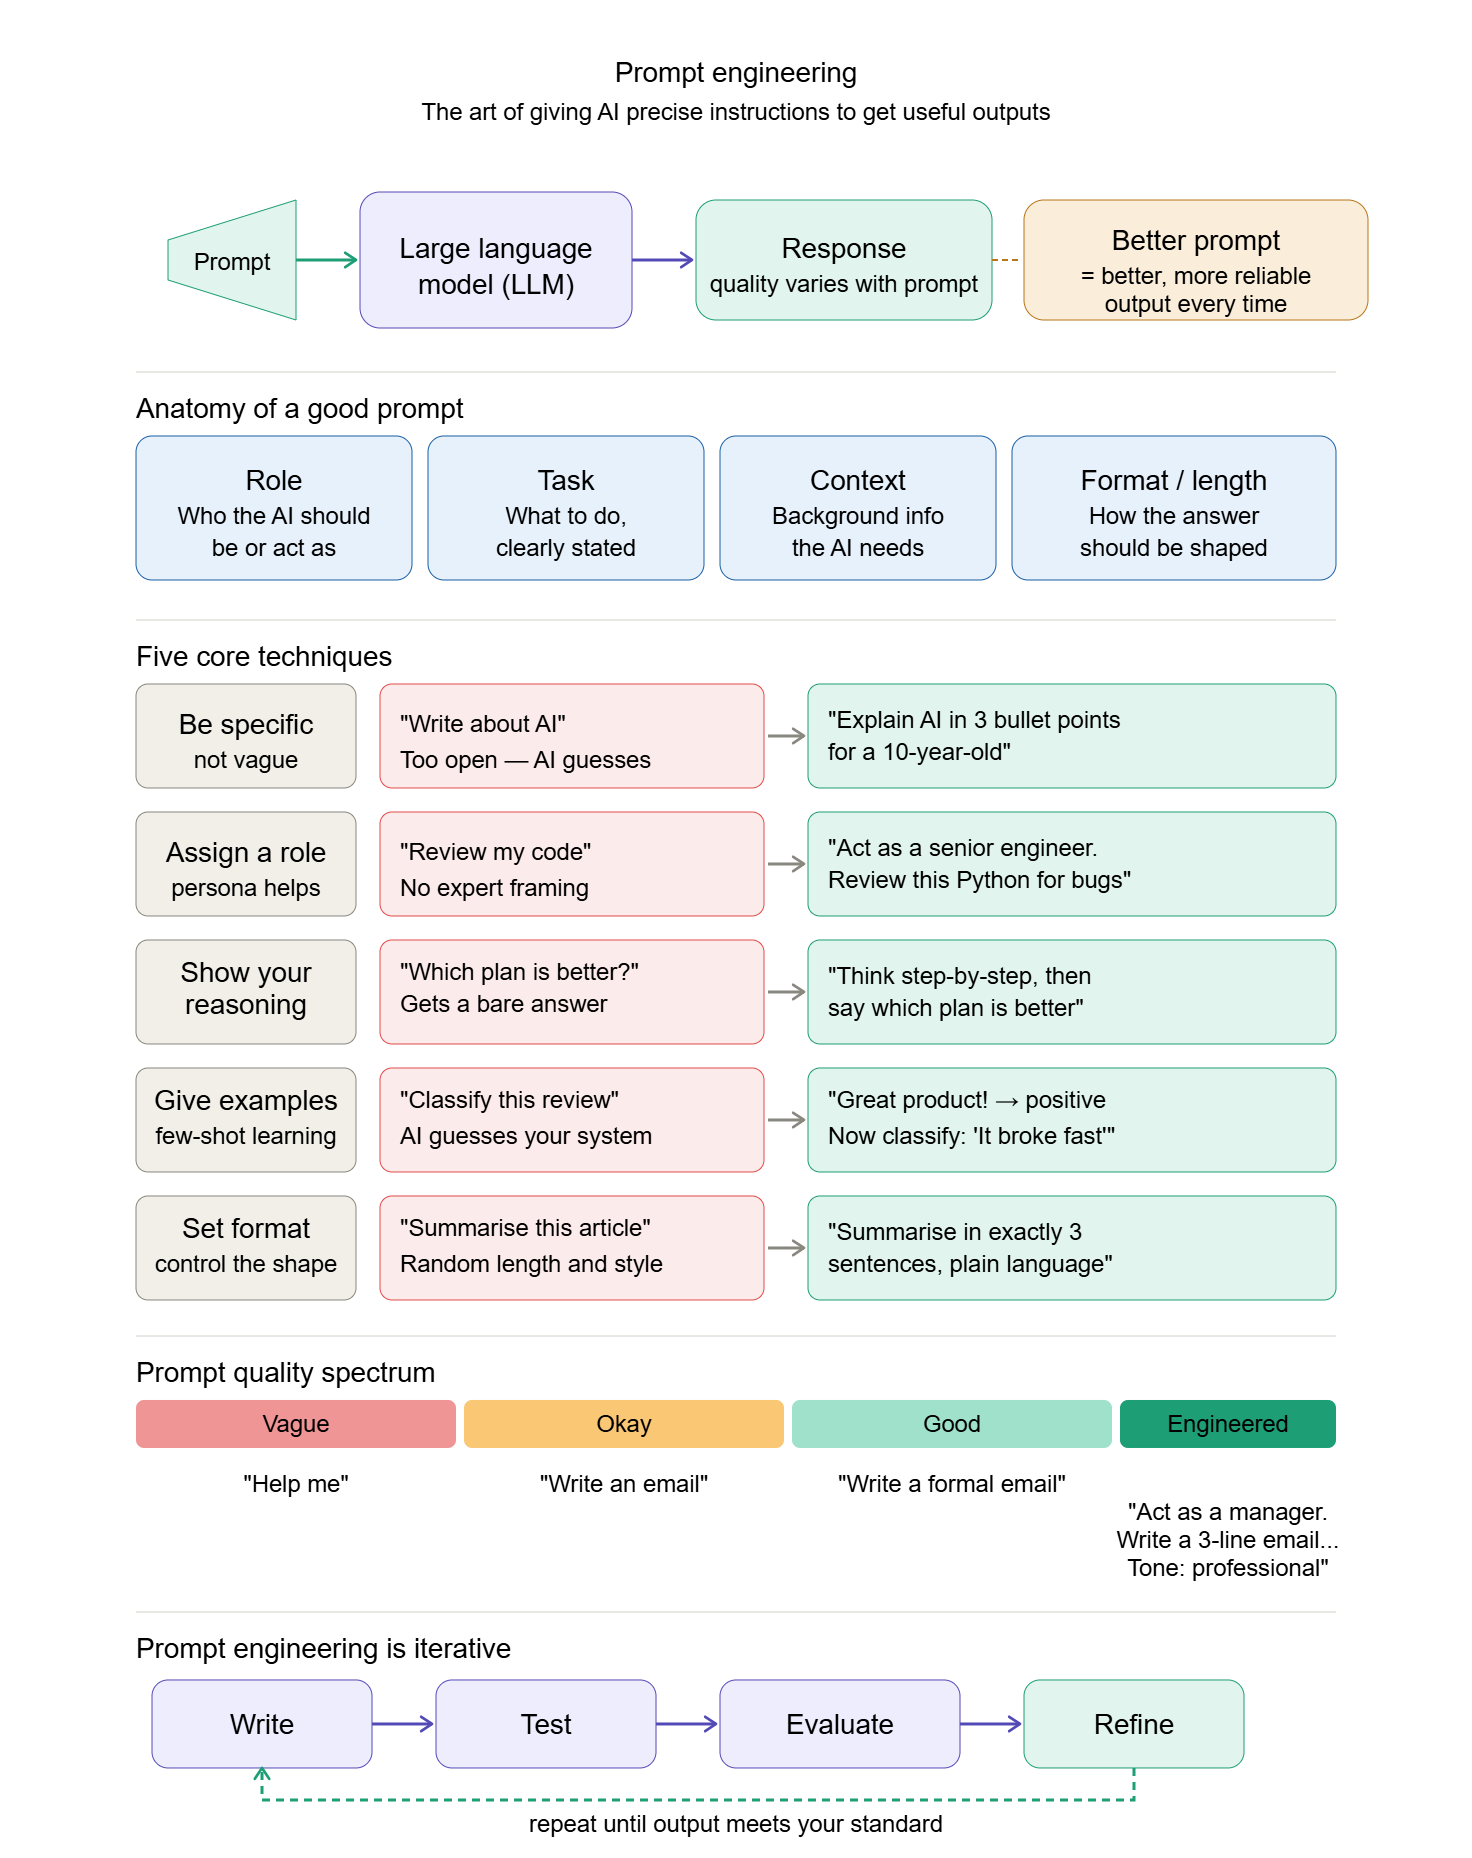 Prompt engineering
The art of giving AI precise instructions to get useful outputs
Prompt
Large language
model (LLM)
Response
quality varies with prompt
Better prompt
= better, more reliable
output every time
Anatomy of a good prompt
Role
Who the AI should
be or act as
Task
What to do,
clearly stated
Context
Background info
the AI needs
Format / length
How the answer
should be shaped
Five core techniques
Be specific
not vague
"Write about AI"
Too open — AI guesses
"Explain AI in 3 bullet points
for a 10-year-old"
Assign a role
persona helps
"Review my code"
No expert framing
"Act as a senior engineer.
Review this Python for bugs"
Show your
reasoning
"Which plan is better?"
Gets a bare answer
"Think step-by-step, then
say which plan is better"
Give examples
few-shot learning
"Classify this review"
AI guesses your system
"Great product! → positive
Now classify: 'It broke fast'"
Set format
control the shape
"Summarise this article"
Random length and style
"Summarise in exactly 3
sentences, plain language"
Prompt quality spectrum
Vague
Okay
Good
Engineered
"Help me"
"Write an email"
"Write a formal email"
"Act as a manager.
Write a 3-line email...
Tone: professional"
Prompt engineering is iterative
Write
Test
Evaluate
Refine
repeat until output meets your standard